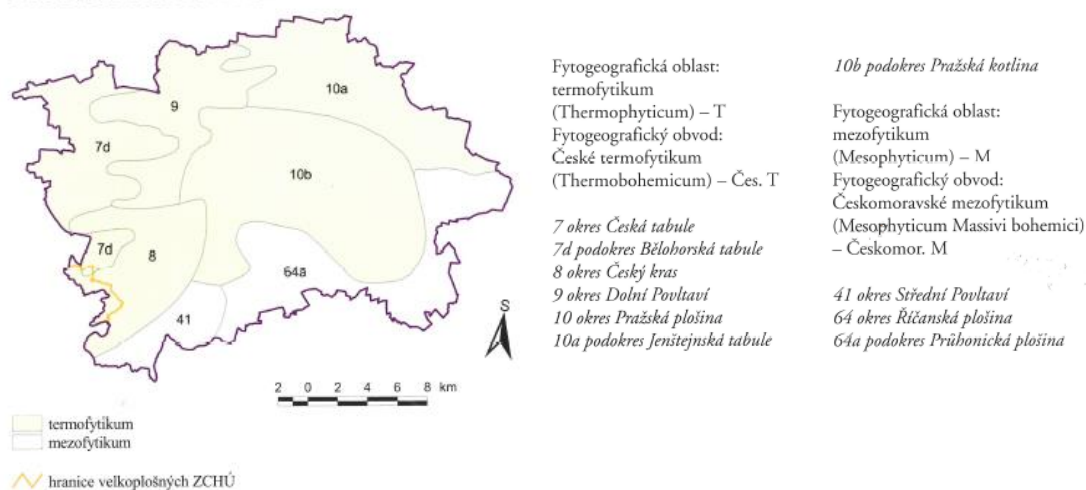 9
10a
7d
10b
7d
8
64a
41
S
2 0 2 4 6 8 km
termofytikum
mezofytikum
hranice velkoplošných ZCHÚ
Fytogeografická oblast:
termofytikum
(Thermophyticum) – T
Fytogeografický obvod:
České termofytikum
(Thermobohemicum) – Čes. T
7 okres Česká tabule
7d podokres Bělohorská tabule
8 okres Český kras
9 okres Dolní Povltaví
10 okres Pražská plošina
10a podokres Jenštejnská tabule
10b podokres Pražská kotlina
Fytogeografická oblast:
mezofytikum
(Mesophyticum) – M
Fytogeografický obvod:
Českomoravské mezofytikum
(Mesophyticum Massivi bohemici)
– Českomor. M
41 okres Střední Povltaví
64 okres Říčanská plošina
64a podokres Průhonická plošina